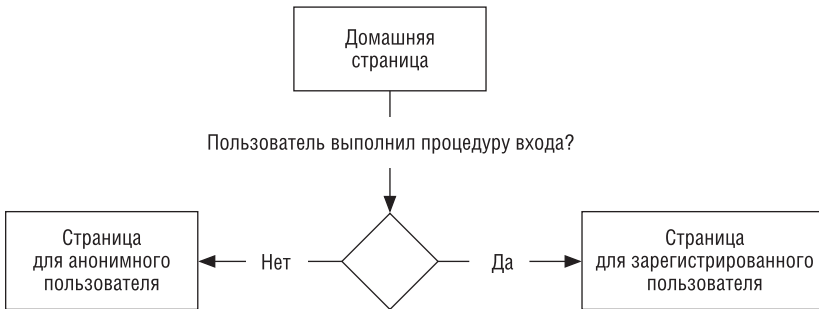 Домашняя
страница
Пользователь выполнил процедуру входа?
Страница
для анонимного
пользователя
Нет
Да
Страница
для зарегистрированного
пользователя